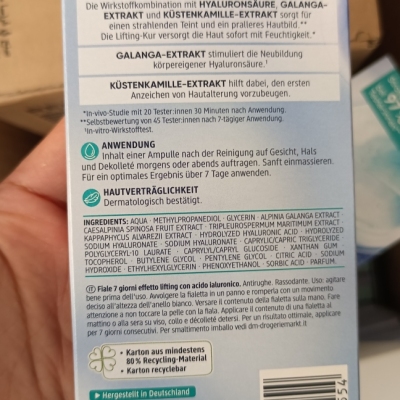 Die Wirkstoffkombination mit HYALURONSÄURE, GALANGA-
EXTRAKT und KÜSTENKAMILLE-EXTRAKT sorgt für
einen strahlenden Teint und ein pralleres Hautbild.**
Die Lifting-Kur versorgt die Haut sofort mit Feuchtigkeit.*
GALANGA-EXTRAKT stimuliert die Neubildung
körpereigener Hyaluronsäure.¹
KÜSTENKAMILLE-EXTRAKT hilft dabei, den ersten
Anzeichen von Hautalterung vorzubeugen.
*In-vivo-Studie mit 20 Tester:innen 30 Minuten nach Anwendung.
**Selbstbewertung von 45 Tester:innen nach 7-tägiger Anwendung.
¹In-vitro-Wirkstofftest.
ANWENDUNG
Inhalt einer Ampulle nach der Reinigung auf Gesicht, Hals
und Dekolleté morgens oder abends auftragen. Sanft einmassieren.
Für ein optimales Ergebnis über 7 Tage anwenden.
HAUTVERTRÄGLICHKEIT
Dermatologisch bestätigt.
INGREDIENTS: AQUA · METHYLPROPANEDIOL · GLYCERIN · ALPINIA GALANGA EXTRACT ·
CAESALPINIA SPINOSA FRUIT EXTRACT · TRIPLEUROSPERMUM MARITIMUM EXTRACT ·
KAPPAPHYCUS ALVAREZII EXTRACT · HYDROLYZED HYALURONIC ACID · HYDROLYZED
SODIUM HYALURONATE · SODIUM HYALURONATE · CAPRYLIC/CAPRIC TRIGLYCERIDE ·
POLYGLYCERYL-10 LAURATE · CAPRYLYL/CAPRYL GLUCOSIDE · XANTHAN GUM ·
TOCOPHEROL · BUTYLENE GLYCOL · PENTYLENE GLYCOL · CITRIC ACID · SODIUM
HYDROXIDE · ETHYLHEXYLGLYCERIN · PHENOXYETHANOL · SORBIC ACID · PARFUM.
IT Fiale 7 giorni effetto lifting con acido ialuronico. Antirughe. Rassodante. Uso: agitare
bene prima dell'uso. Avvolgere la fialetta in un panno e romperla con un movimento
deciso all'altezza dell'anello bianco. Versare il contenuto della fialetta sulla mano. Fare
attenzione a non toccare la pelle con la fiala. Applicare il contenuto di una fialetta al
mattino o alla sera su viso, collo e décolleté detersi. Per un risultato ottimale, applicare
per 7 giorni consecutivi. Per smaltimento imballo vedi dm-drogeriemarkt.it
• Karton aus mindestens
80 % Recycling-Material
• Karton recyclebar
Hergestellt in Deutschland